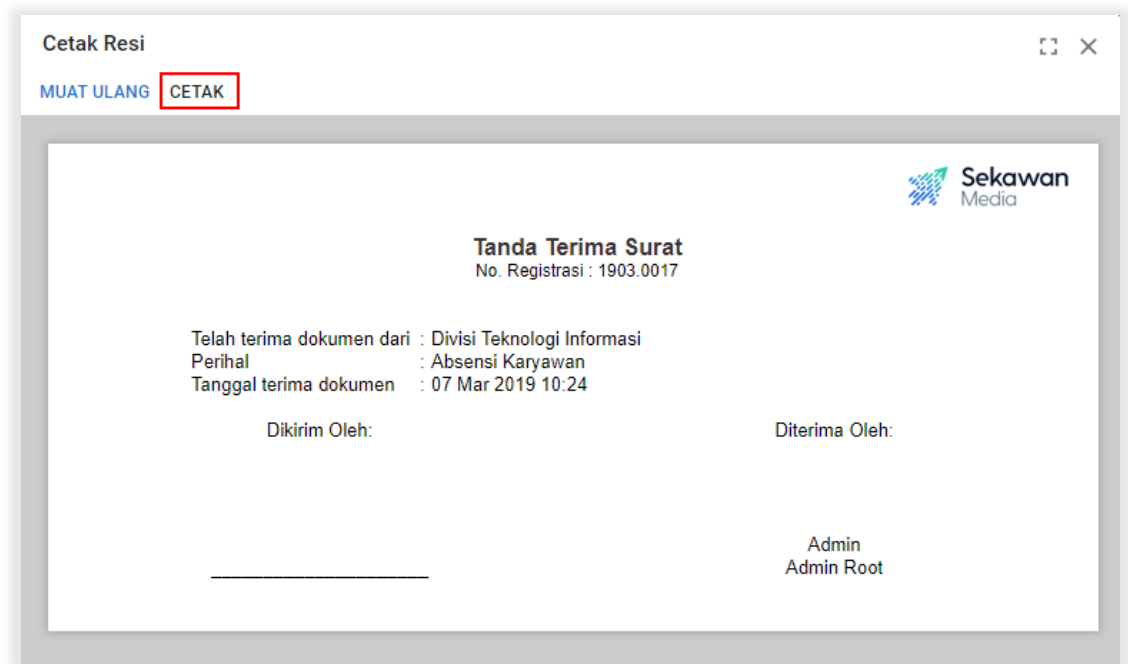 Cetak Resi
MUAT ULANG CETAK
Sekawan
Media
Tanda Terima Surat
No. Registrasi : 1903.0017
Telah terima dokumen dari : Divisi Teknologi Informasi
Perihal : Absensi Karyawan
Tanggal terima dokumen : 07 Mar 2019 10:24
Dikirim Oleh: Diterima Oleh:
Admin
Admin Root